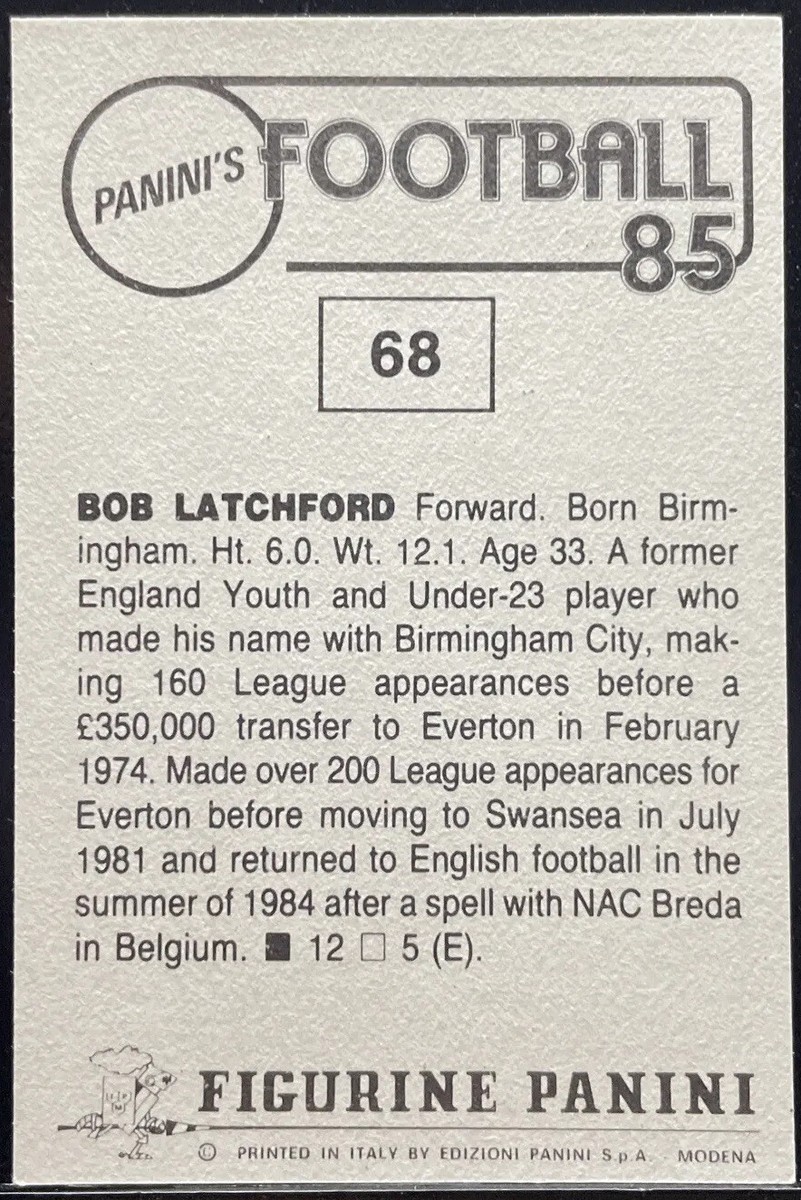 PANINI'S FOOTBALL
85
68
BOB LATCHFORD Forward. Born Birm-
ingham. Ht. 6.0. Wt. 12.1. Age 33. A former
England Youth and Under-23 player who
made his name with Birmingham City, mak-
ing 160 League appearances before a
£350,000 transfer to Everton in February
1974. Made over 200 League appearances for
Everton before moving to Swansea in July
1981 and returned to English football in the
summer of 1984 after a spell with NAC Breda
in Belgium. ■ 12 □ 5 (E).
FIGURINE PANINI
© PRINTED IN ITALY BY EDIZIONI PANINI S.p.A. - MODENA